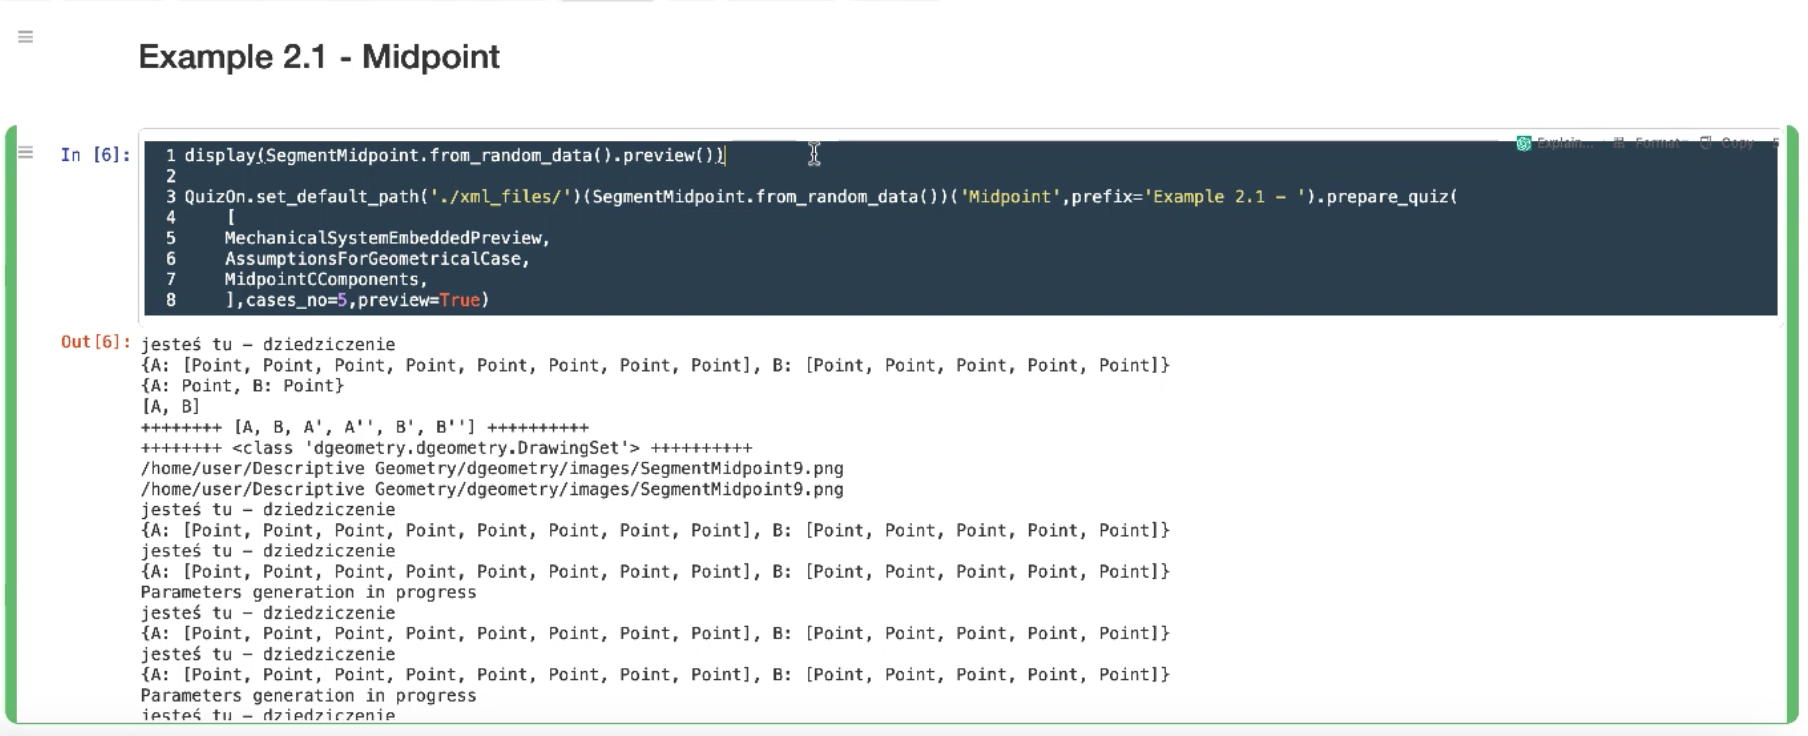 Example 2.1 - Midpoint
Explain... Format Copy
In [6]:
1 display(SegmentMidpoint.from_random_data().preview())
2
3 QuizOn.set_default_path('./xml_files/')(SegmentMidpoint.from_random_data())('Midpoint',prefix='Example 2.1 – ').prepare_quiz(
4 [
5 MechanicalSystemEmbeddedPreview,
6 AssumptionsForGeometricalCase,
7 MidpointCComponents,
8 ],cases_no=5,preview=True)
Out[6]:
jesteś tu – dziedziczenie
{A: [Point, Point, Point, Point, Point, Point, Point, Point], B: [Point, Point, Point, Point, Point]}
{A: Point, B: Point}
[A, B]
++++++++ [A, B, A', A'', B', B''] ++++++++++
++++++++ <class 'dgeometry.dgeometry.DrawingSet'> ++++++++++
/home/user/Descriptive Geometry/dgeometry/images/SegmentMidpoint9.png
/home/user/Descriptive Geometry/dgeometry/images/SegmentMidpoint9.png
jesteś tu – dziedziczenie
{A: [Point, Point, Point, Point, Point, Point, Point, Point], B: [Point, Point, Point, Point, Point]}
jesteś tu – dziedziczenie
{A: [Point, Point, Point, Point, Point, Point, Point, Point], B: [Point, Point, Point, Point, Point]}
Parameters generation in progress
jesteś tu – dziedziczenie
{A: [Point, Point, Point, Point, Point, Point, Point, Point], B: [Point, Point, Point, Point, Point]}
jesteś tu – dziedziczenie
{A: [Point, Point, Point, Point, Point, Point, Point, Point], B: [Point, Point, Point, Point, Point]}
Parameters generation in progress
jesteś tu – dziedziczenie